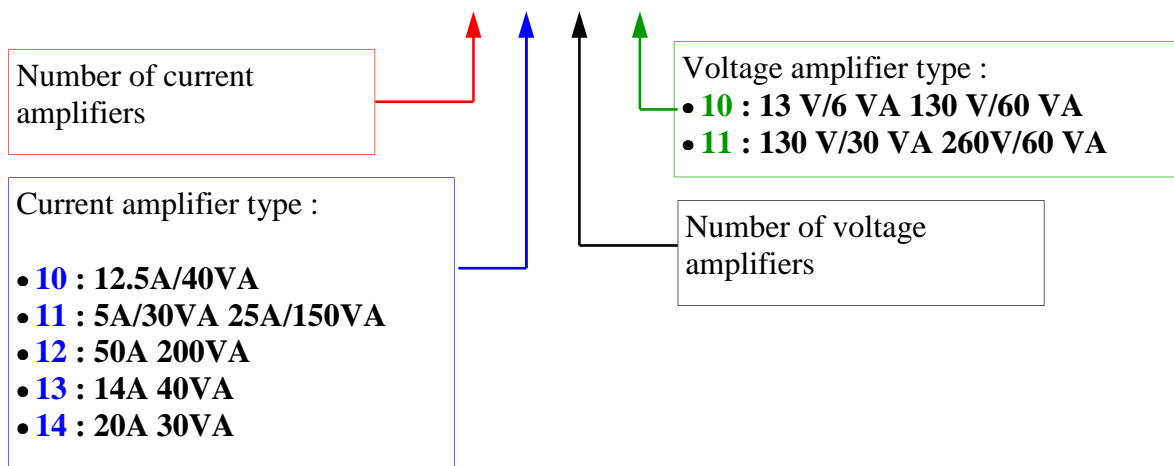 Number of current
amplifiers
Voltage amplifier type :
• 10 : 13 V/6 VA 130 V/60 VA
• 11 : 130 V/30 VA 260V/60 VA
Current amplifier type :
• 10 : 12.5A/40VA
• 11 : 5A/30VA 25A/150VA
• 12 : 50A 200VA
• 13 : 14A 40VA
• 14 : 20A 30VA
Number of voltage
amplifiers